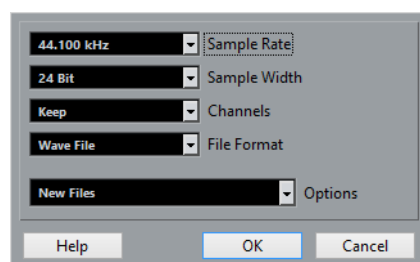 44.100 kHz Sample Rate
24 Bit Sample Width
Keep Channels
Wave File File Format
New Files Options
Help OK Cancel